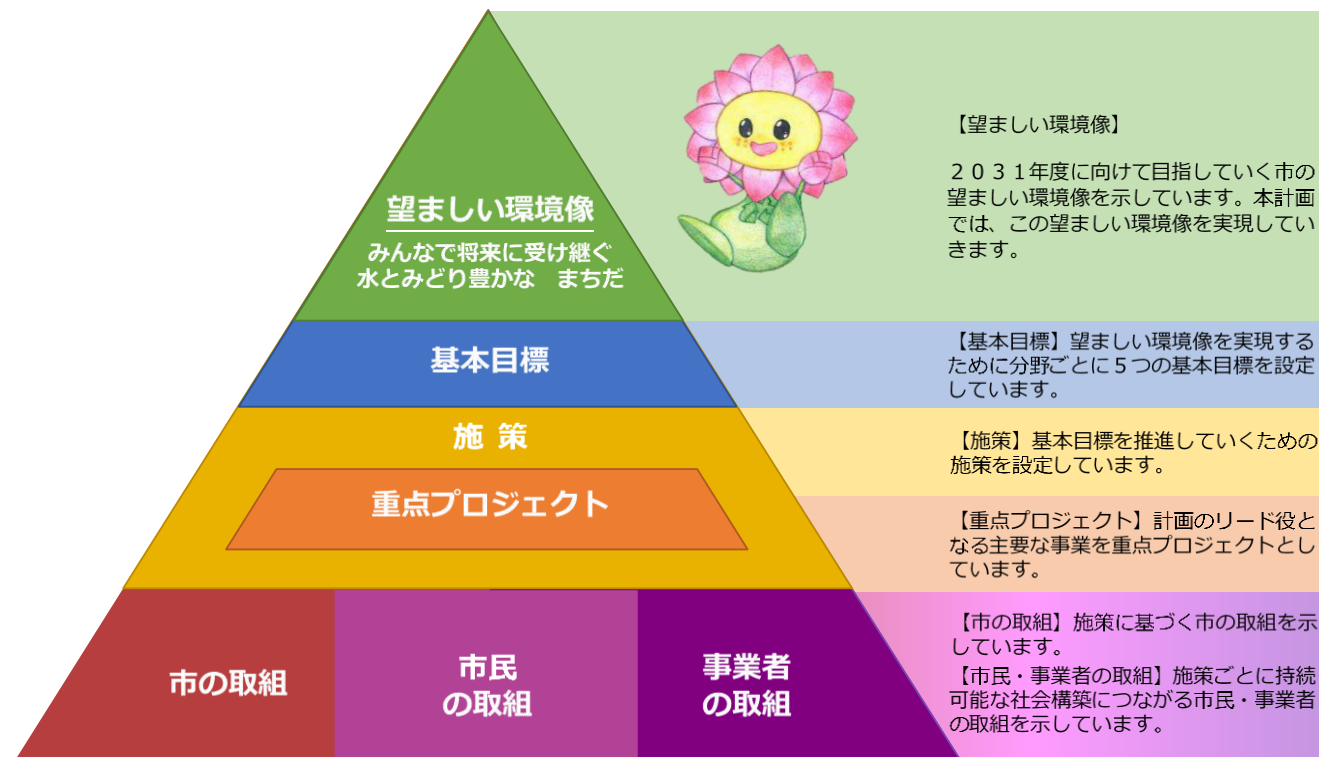 望ましい環境像
みんなで将来に受け継ぐ
水とみどり豊かな　まちだ
【望ましい環境像】
２０３１年度に向けて目指していく市の
望ましい環境像を示しています。本計画
では、この望ましい環境像を実現してい
きます。
基本目標
【基本目標】望ましい環境像を実現する
ために分野ごとに５つの基本目標を設定
しています。
施 策
【施策】基本目標を推進していくための
施策を設定しています。
重点プロジェクト
【重点プロジェクト】計画のリード役と
なる主要な事業を重点プロジェクトとし
ています。
市の取組
市民
の取組
事業者
の取組
【市の取組】施策に基づく市の取組を示
しています。
【市民・事業者の取組】施策ごとに持続
可能な社会構築につながる市民・事業者
の取組を示しています。